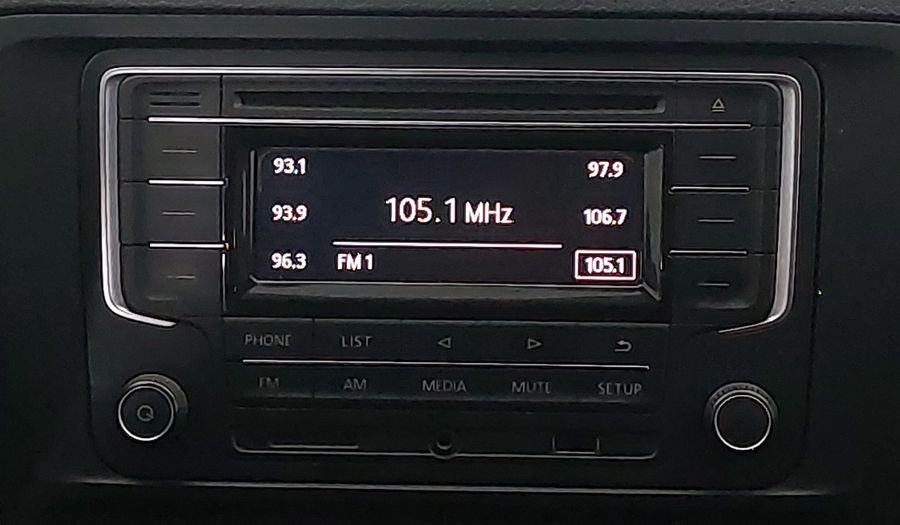 93.1 97.9
93.9 105.1 MHz 106.7
96.3 FM 1 105.1
PHONE LIST
FM AM MEDIA MUTE SETUP